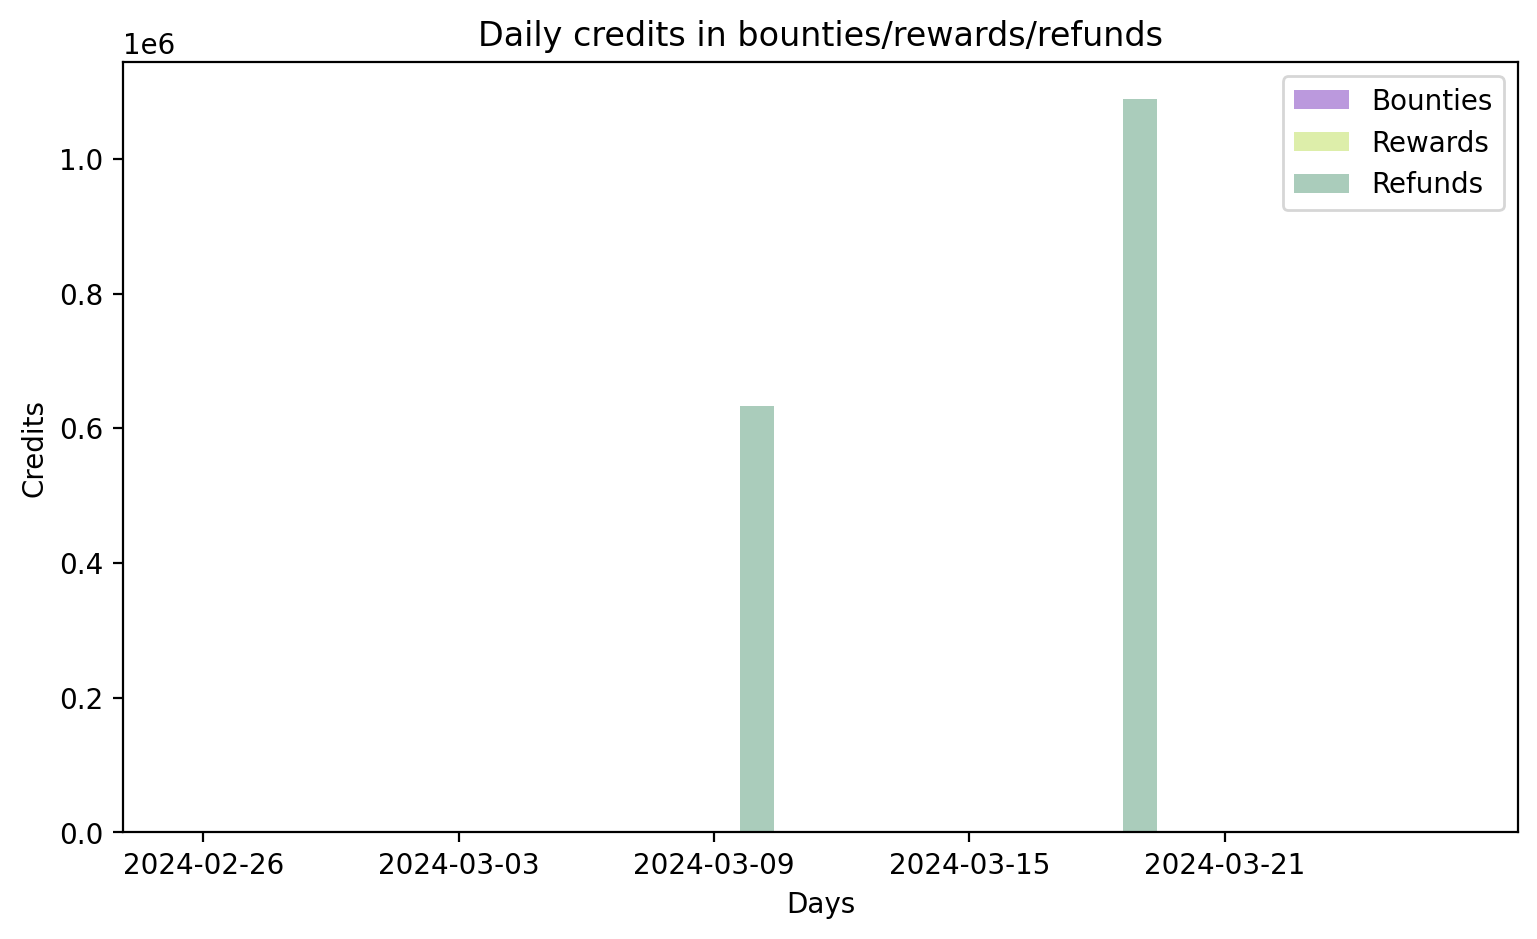 Daily credits in bounties/rewards/refunds
1e6
Bounties
Rewards
Refunds
1.0
0.8
0.6
0.4
0.2
0.0
Credits
2024-02-26 2024-03-03 2024-03-09 2024-03-15 2024-03-21
Days